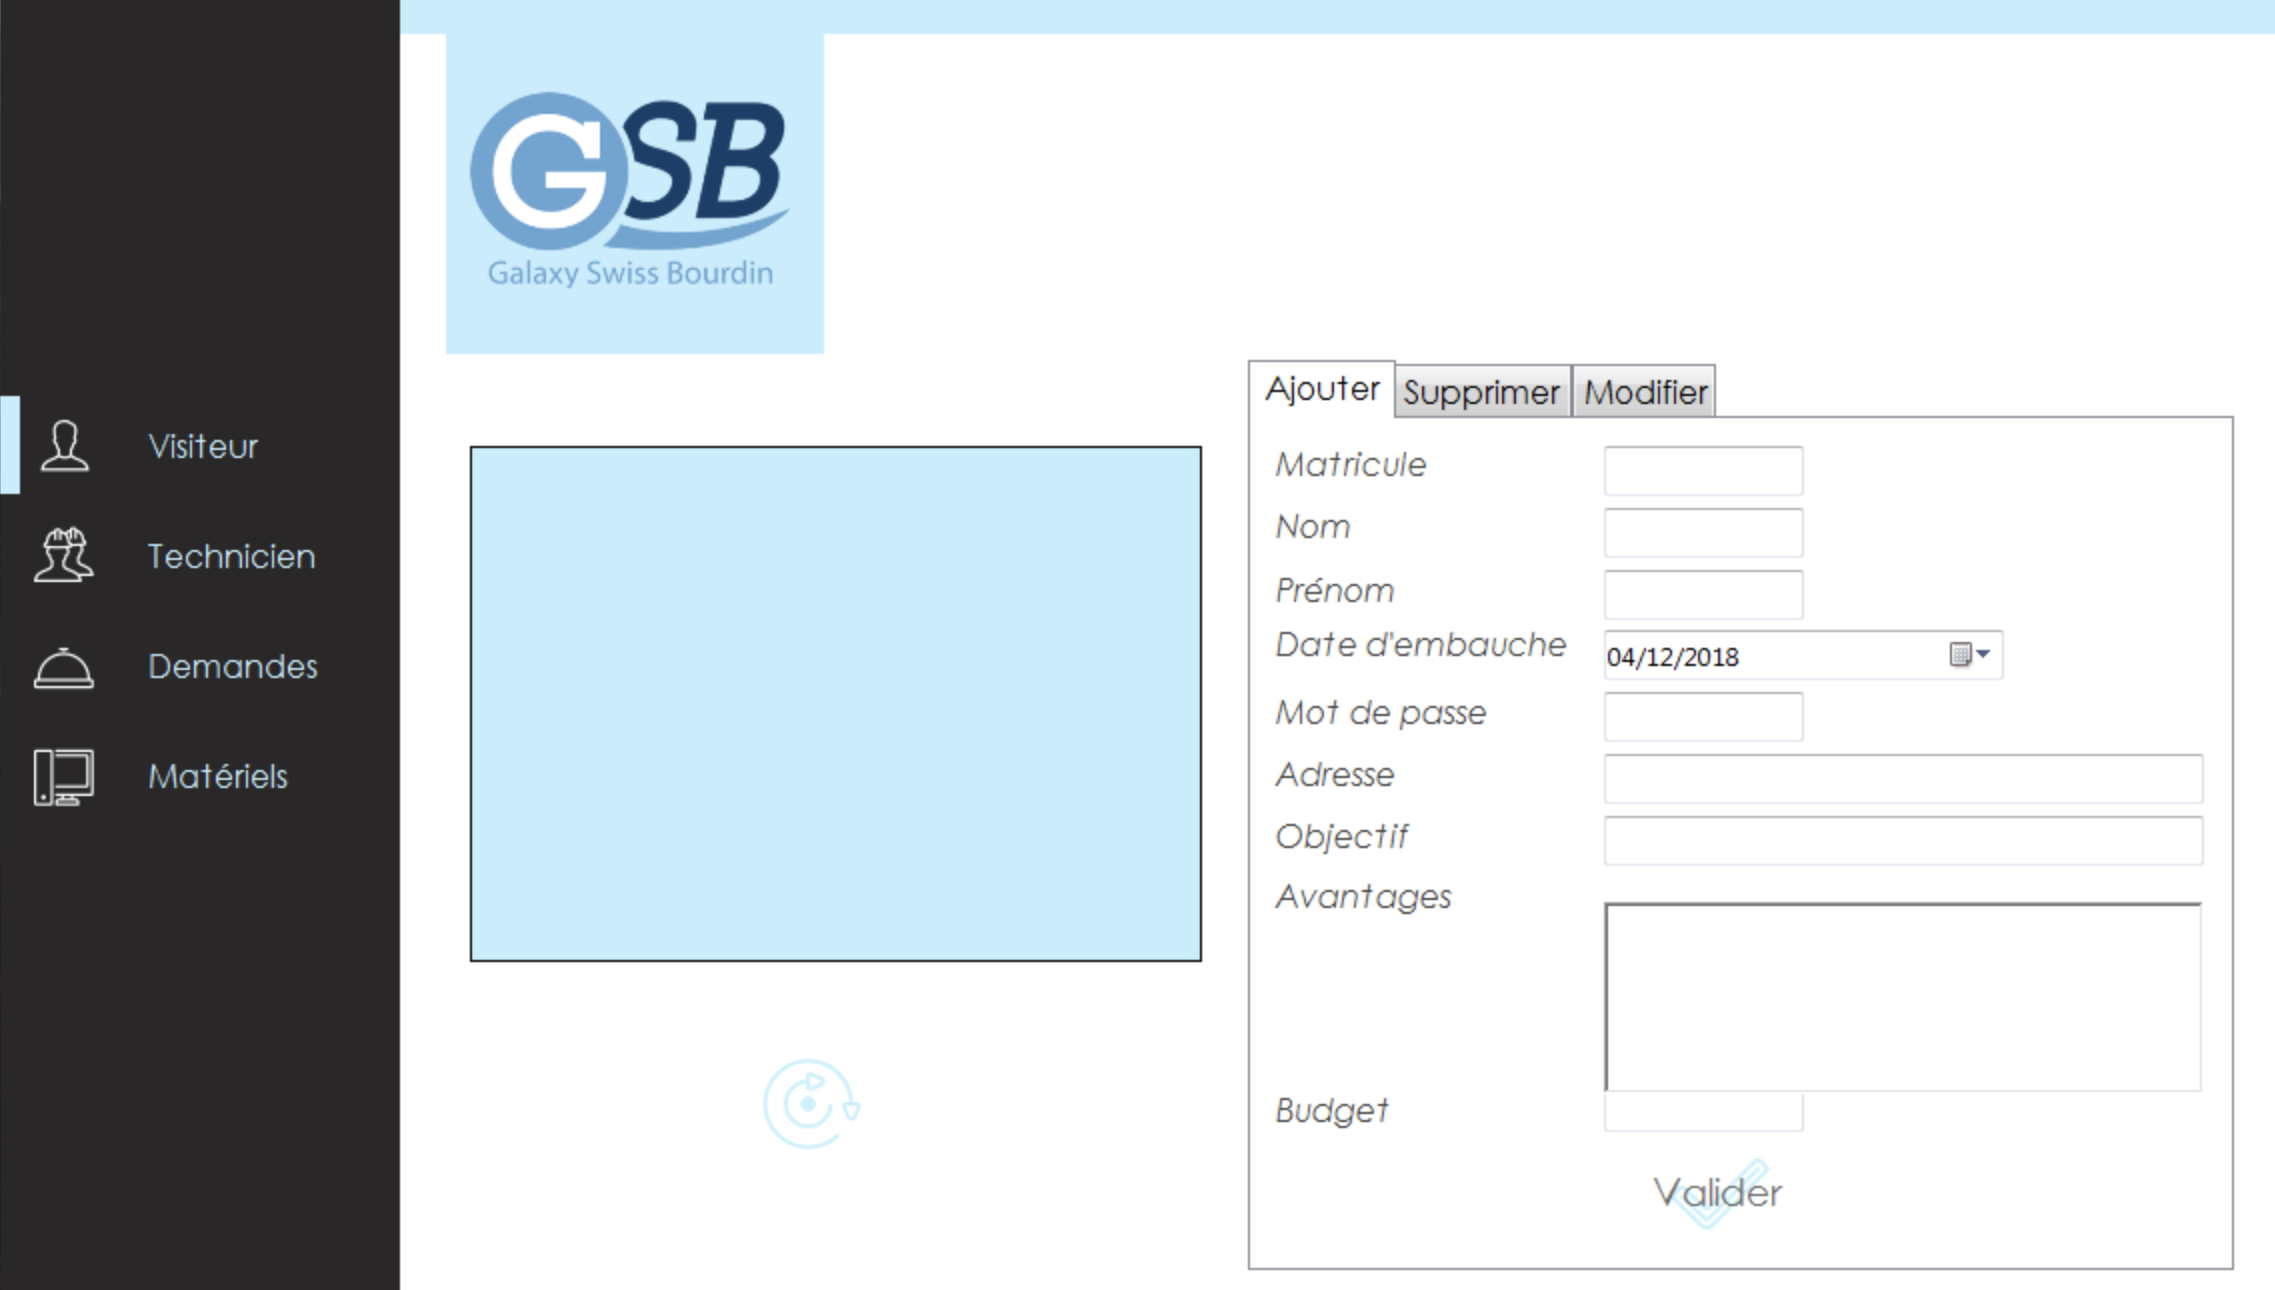 GSB
Galaxy Swiss Bourdin
Visiteur
Technicien
Demandes
Matériels
Ajouter Supprimer Modifier
Matricule
Nom
Prénom
Date d'embauche 04/12/2018
Mot de passe
Adresse
Objectif
Avantages
Budget
Valider